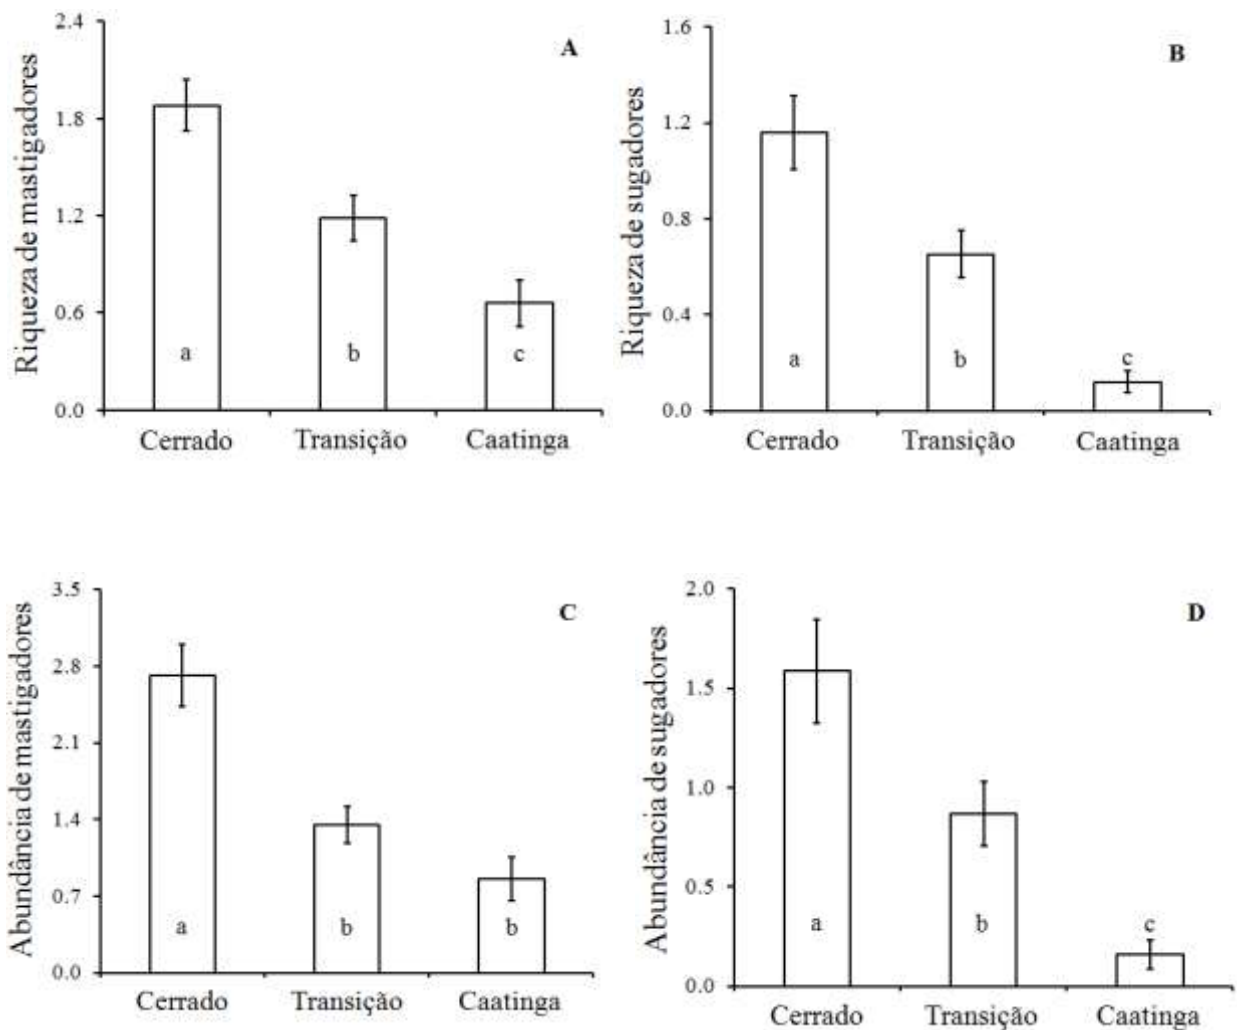 A
Riqueza de mastigadores
2.4
1.8
1.2
0.6
0.0
a
b
c
Cerrado
Transição
Caatinga
B
Riqueza de sugadores
1.6
1.2
0.8
0.4
0.0
a
b
c
Cerrado
Transição
Caatinga
C
Abundância de mastigadores
3.5
2.8
2.1
1.4
0.7
0.0
a
b
b
Cerrado
Transição
Caatinga
D
Abundância de sugadores
2.0
1.5
1.0
0.5
0.0
a
b
c
Cerrado
Transição
Caatinga